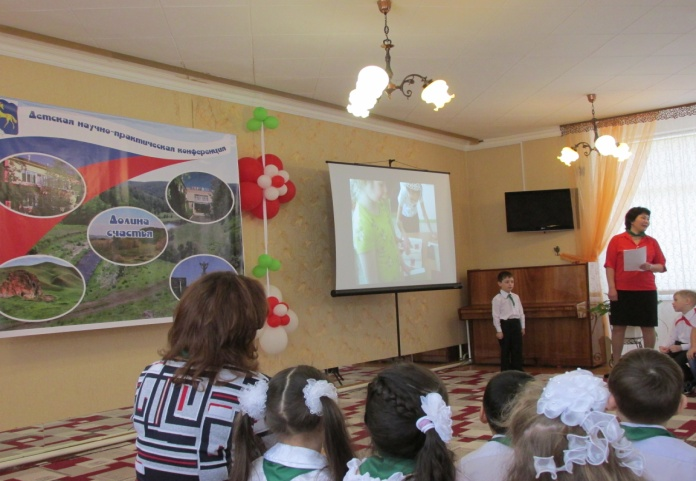 Детская научно-практическая конференция
Долина
счастья